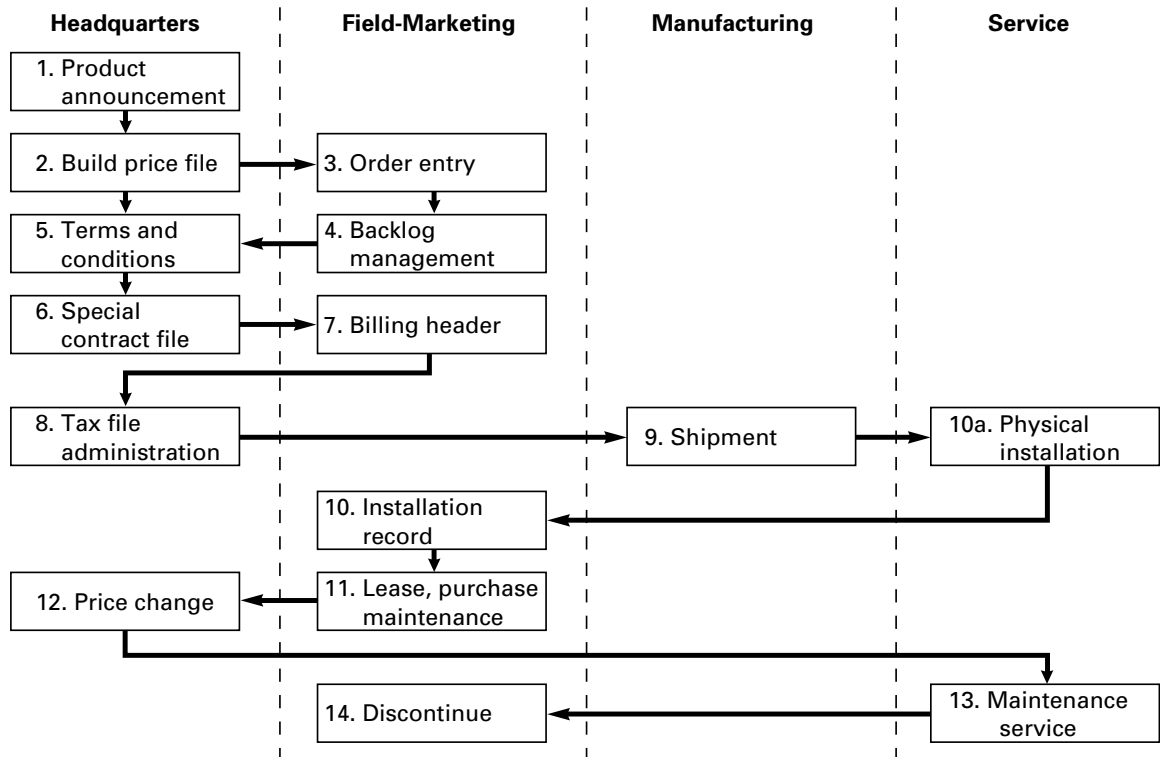 Headquarters
Field-Marketing
Manufacturing
Service
1. Product
announcement
2. Build price file
3. Order entry
5. Terms and
conditions
4. Backlog
management
6. Special
contract file
7. Billing header
8. Tax file
administration
9. Shipment
10a. Physical
installation
10. Installation
record
12. Price change
11. Lease, purchase
maintenance
14. Discontinue
13. Maintenance
service